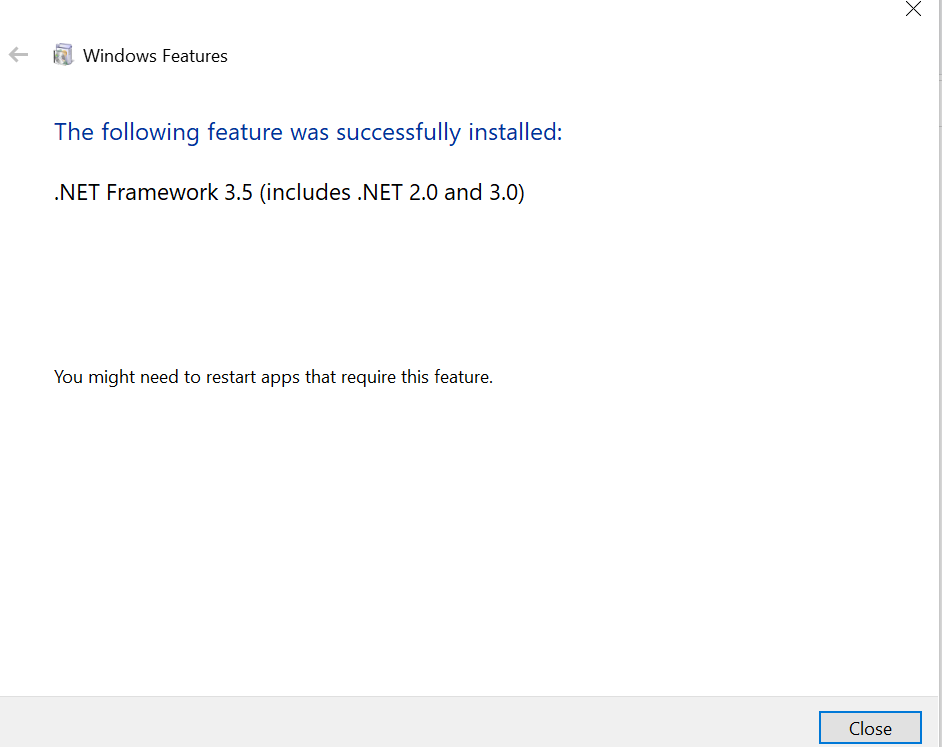 Windows Features
The following feature was successfully installed:
.NET Framework 3.5 (includes .NET 2.0 and 3.0)
You might need to restart apps that require this feature.
Close